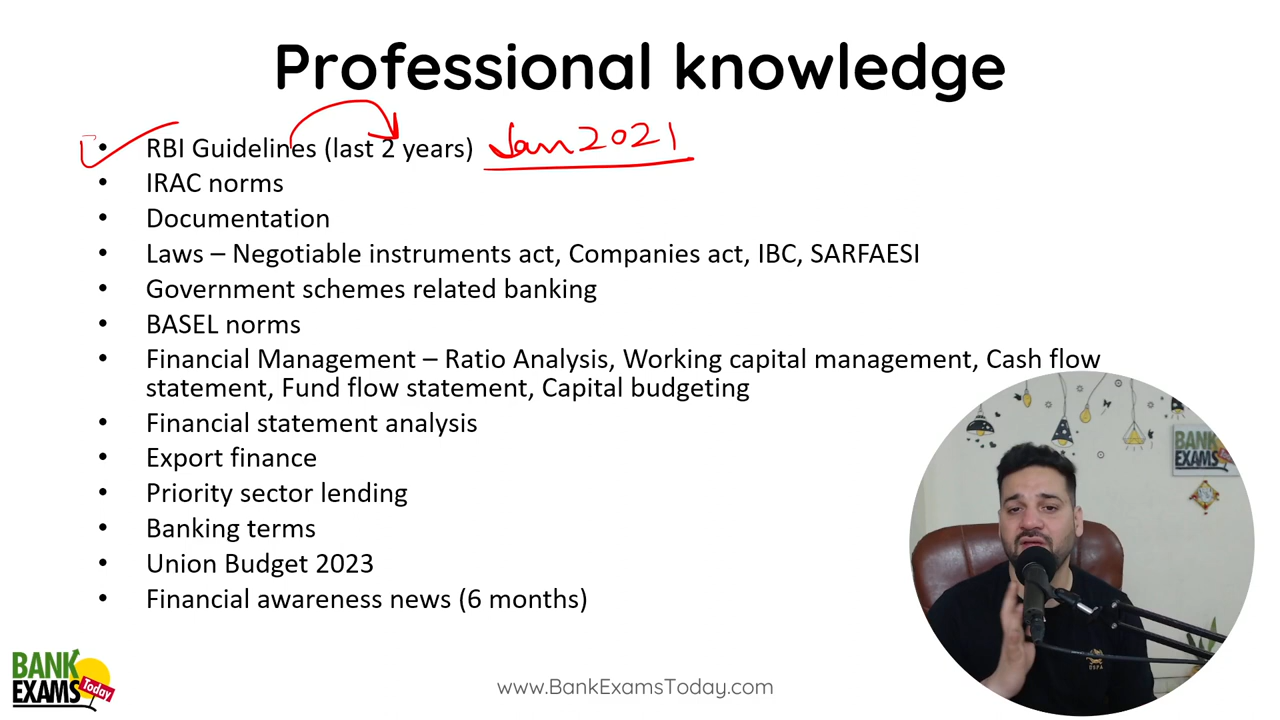 Professional knowledge
• RBI Guidelines (last 2 years) Jan 2021
• IRAC norms
• Documentation
• Laws – Negotiable instruments act, Companies act, IBC, SARFAESI
• Government schemes related banking
• BASEL norms
• Financial Management – Ratio Analysis, Working capital management, Cash flow
statement, Fund flow statement, Capital budgeting
• Financial statement analysis
• Export finance
• Priority sector lending
• Banking terms
• Union Budget 2023
• Financial awareness news (6 months)
BANK
EXAMS
BANK
EXAMS
Today
www.BankExamsToday.com